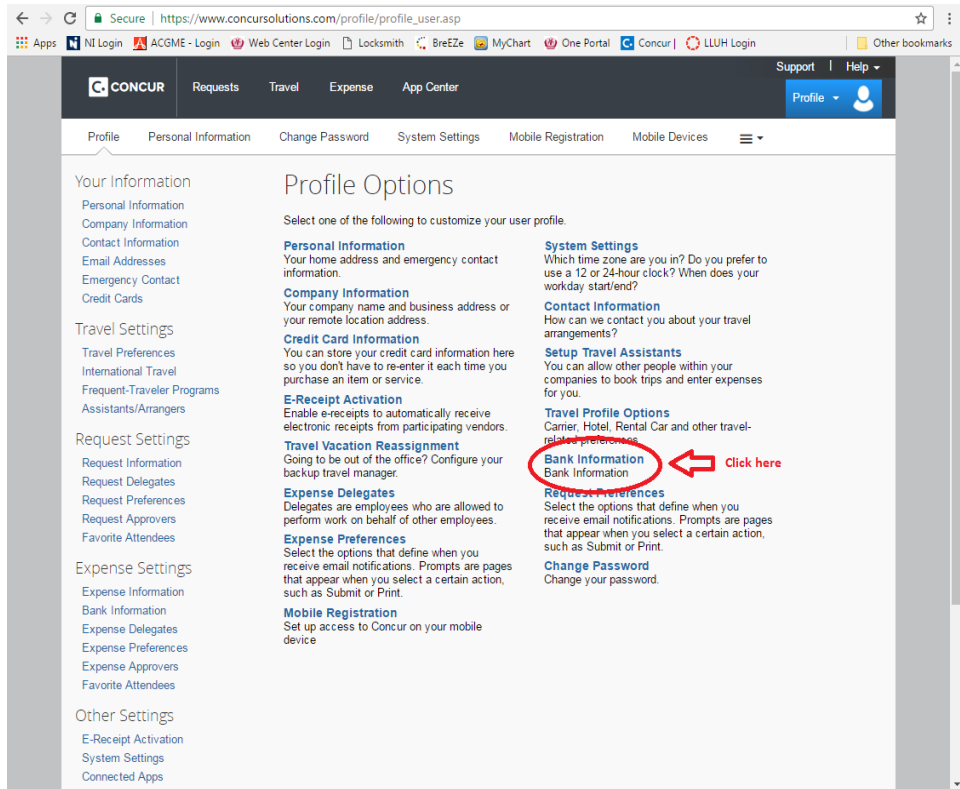 Secure | https://www.concursolutions.com/profile/profile_user.asp
Apps NI Login ACGME - Login Web Center Login Locksmith BreEZe MyChart One Portal Concur | LLUH Login Other bookmarks
Support | Help
C. CONCUR Requests Travel Expense App Center
Profile
Profile Personal Information Change Password System Settings Mobile Registration Mobile Devices
Your Information
Personal Information
Company Information
Contact Information
Email Addresses
Emergency Contact
Credit Cards
Travel Settings
Travel Preferences
International Travel
Frequent-Traveler Programs
Assistants/Arrangers
Request Settings
Request Information
Request Delegates
Request Preferences
Request Approvers
Favorite Attendees
Expense Settings
Expense Information
Bank Information
Expense Delegates
Expense Preferences
Expense Approvers
Favorite Attendees
Other Settings
E-Receipt Activation
System Settings
Connected Apps
Profile Options
Select one of the following to customize your user profile.
Personal Information
Your home address and emergency contact
information.
Company Information
Your company name and business address or
your remote location address.
Credit Card Information
You can store your credit card information here
so you don't have to re-enter it each time you
purchase an item or service.
E-Receipt Activation
Enable e-receipts to automatically receive
electronic receipts from participating vendors.
Travel Vacation Reassignment
Going to be out of the office? Configure your
backup travel manager.
Expense Delegates
Delegates are employees who are allowed to
perform work on behalf of other employees.
Expense Preferences
Select the options that define when you
receive email notifications. Prompts are pages
that appear when you select a certain action,
such as Submit or Print.
Mobile Registration
Set up access to Concur on your mobile
device
System Settings
Which time zone are you in? Do you prefer to
use a 12 or 24-hour clock? When does your
workday start/end?
Contact Information
How can we contact you about your travel
arrangements?
Setup Travel Assistants
You can allow other people within your
companies to book trips and enter expenses
for you.
Travel Profile Options
Carrier, Hotel, Rental Car and other travel-
related preferences.
Bank Information
Bank Information
Click here
Request Preferences
Select the options that define when you
receive email notifications. Prompts are pages
that appear when you select a certain action,
such as Submit or Print.
Change Password
Change your password.